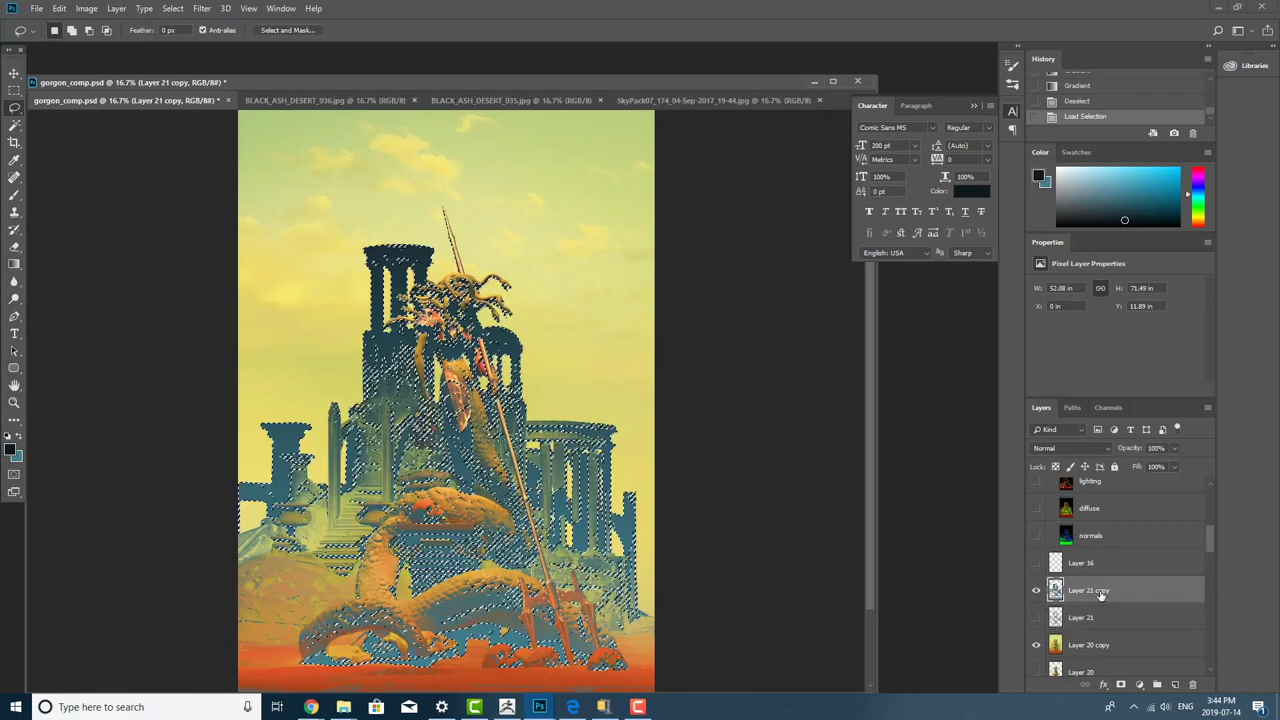 File Edit Image Layer Type Select Filter 3D View Window Help
Feather: 0 px Anti-alias Select and Mask...
gorgon_comp.psd @ 16.7% (Layer 21 copy, RGB/8#) *
gorgon_comp.psd @ 16.7% (Layer 21 copy, RGB/8#) * BLACK_ASH_DESERT_036.jpg @ 16.7% (RGB/8) BLACK_ASH_DESERT_035.jpg @ 16.7% (RGB/8) SkyPack07_174_04-Sep-2017_19-44.jpg @ 16.7% (RGB/8)
Character Paragraph
Comic Sans MS Regular
200 pt (Auto)
Metrics 0
100% 100%
0 pt Color:
English: USA Sharp
Libraries
History
Gradient
Deselect
Load Selection
Color Swatches
Properties
Pixel Layer Properties
W: 52.08 in H: 71.49 in
X: 0 in Y: 11.89 in
Layers Paths Channels
Kind
Normal Opacity: 100%
Lock: Fill: 100%
lighting
diffuse
normals
Layer 16
Layer 21 copy
Layer 21
Layer 20 copy
Layer 20
Type here to search
ENG
3:44 PM
2019-07-14